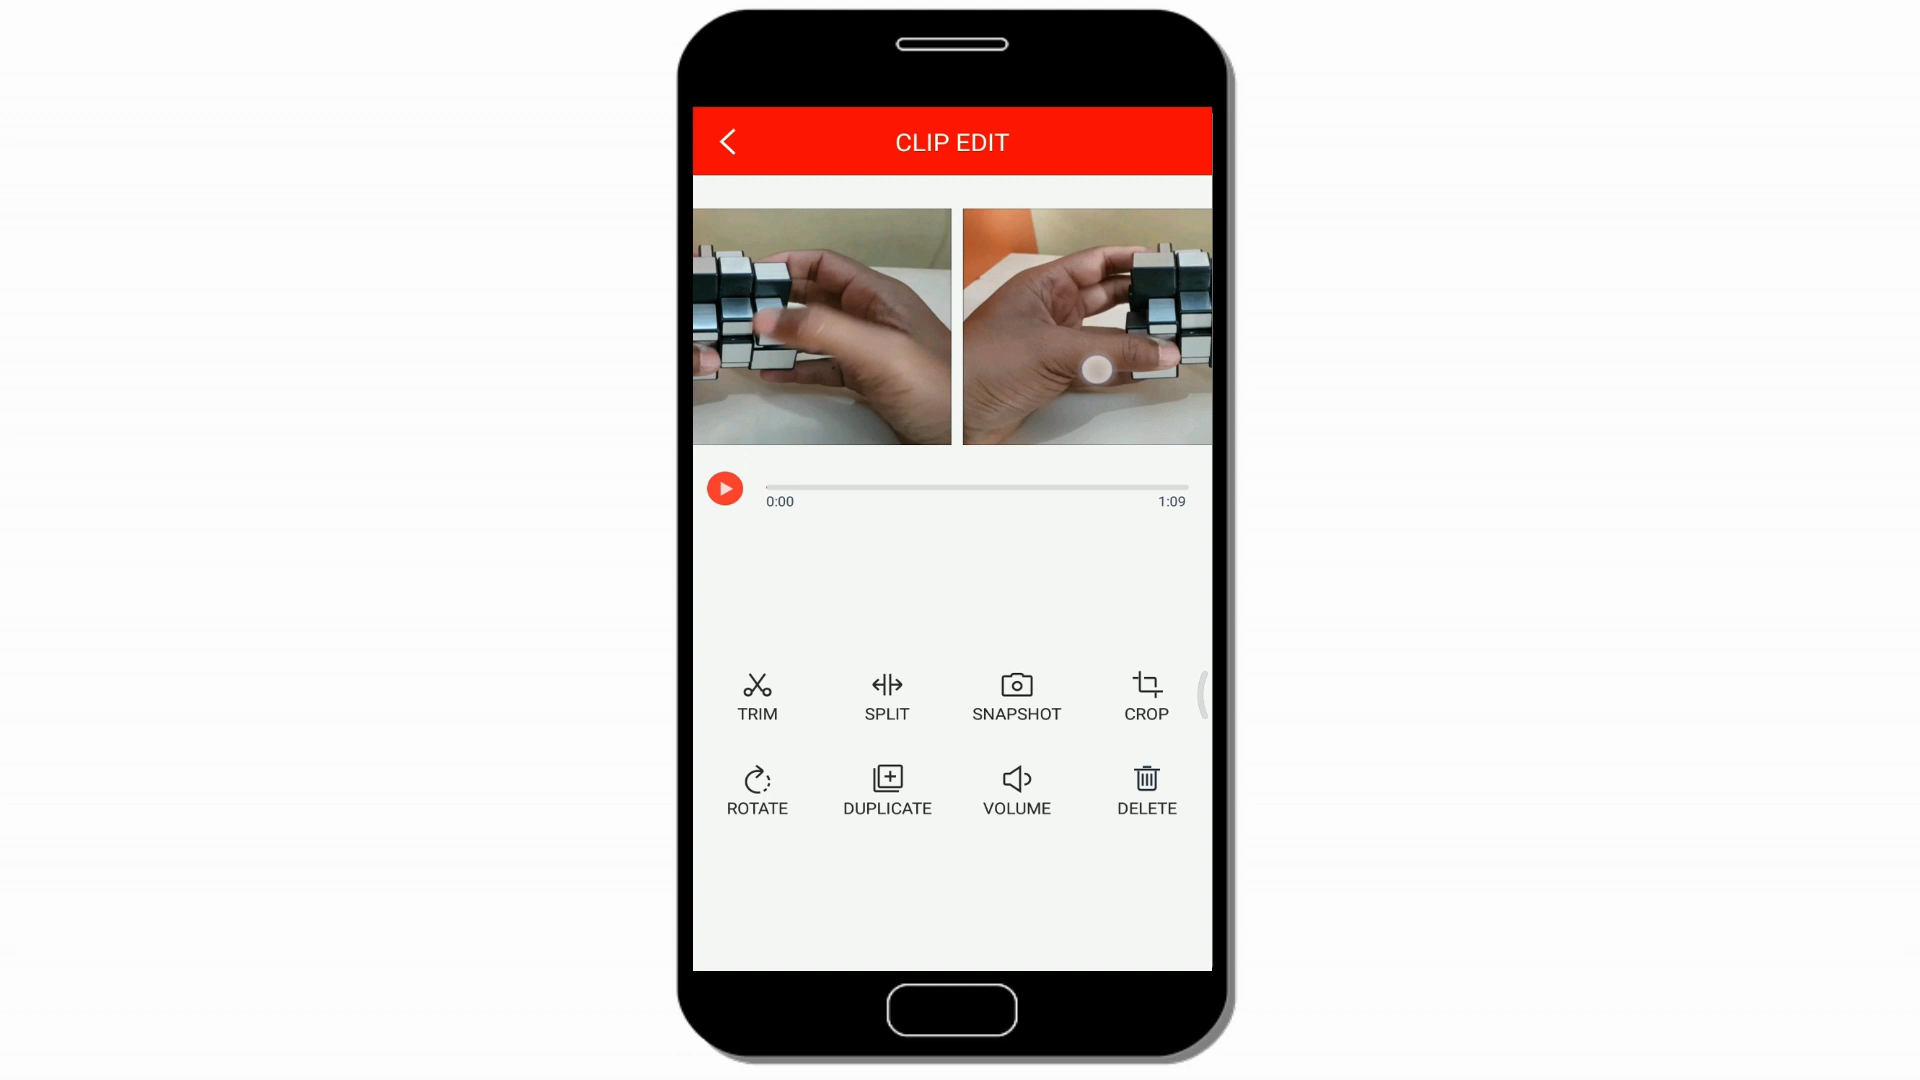 CLIP EDIT
0:00 1:09
TRIM SPLIT SNAPSHOT CROP
ROTATE DUPLICATE VOLUME DELETE